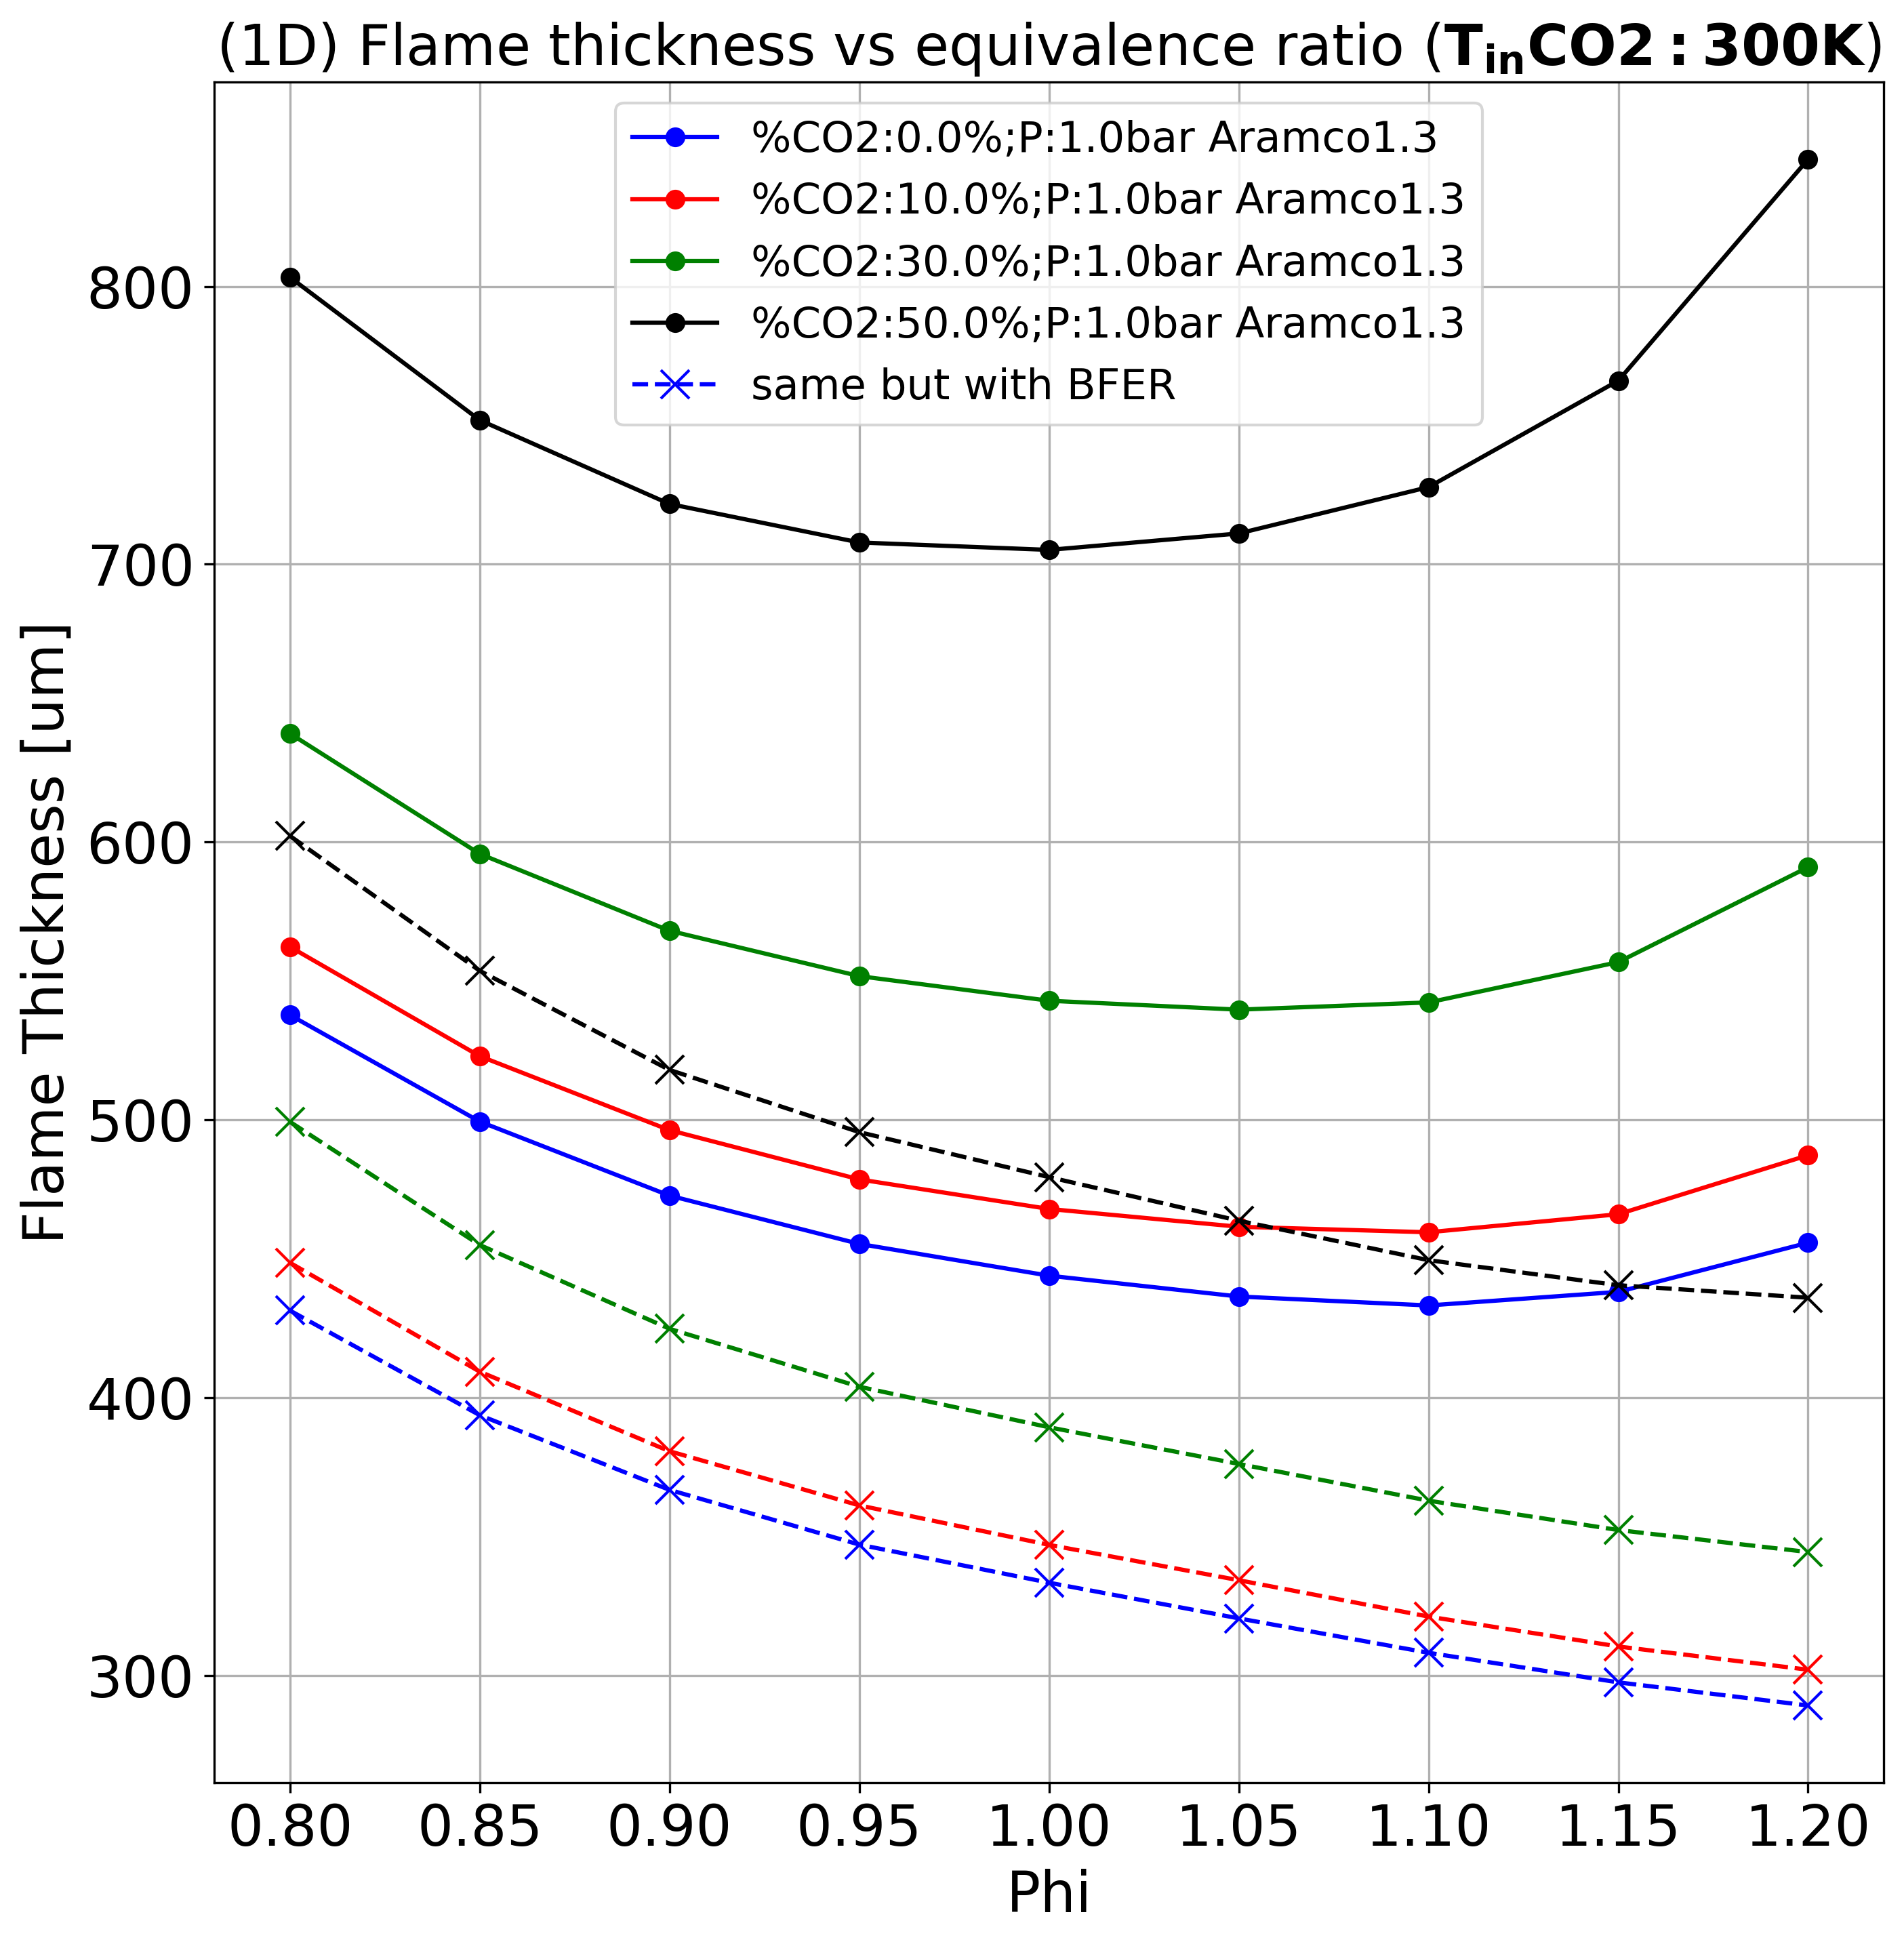 (1D) Flame thickness vs equivalence ratio (TinCO2 : 300K)
%CO2:0.0%;P:1.0bar Aramco1.3
%CO2:10.0%;P:1.0bar Aramco1.3
%CO2:30.0%;P:1.0bar Aramco1.3
%CO2:50.0%;P:1.0bar Aramco1.3
same but with BFER
Flame Thickness [um]
800
700
600
500
400
300
0.80 0.85 0.90 0.95 1.00 1.05 1.10 1.15 1.20
Phi